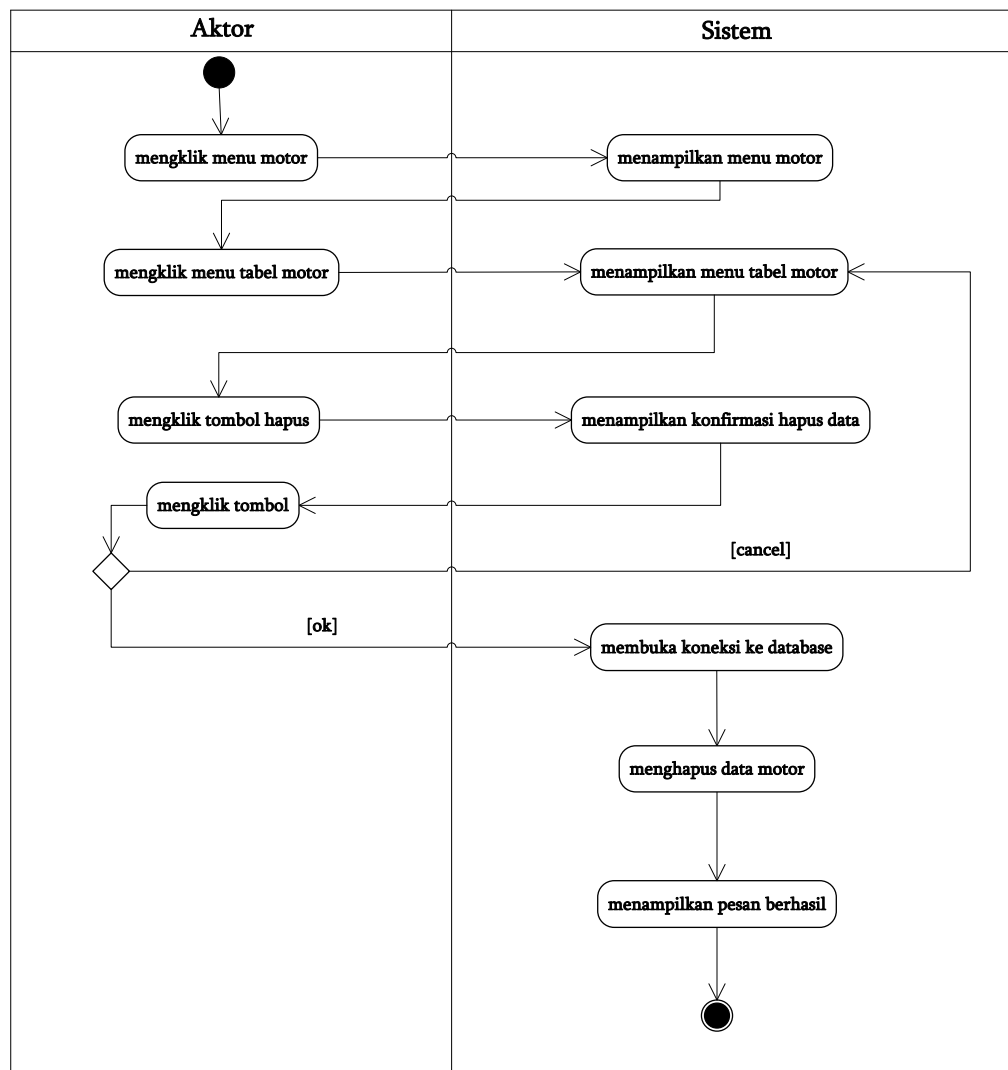 Aktor
Sistem
mengklik menu motor
menampilkan menu motor
mengklik menu tabel motor
menampilkan menu tabel motor
mengklik tombol hapus
menampilkan konfirmasi hapus data
mengklik tombol
[cancel]
[ok]
membuka koneksi ke database
menghapus data motor
menampilkan pesan berhasil